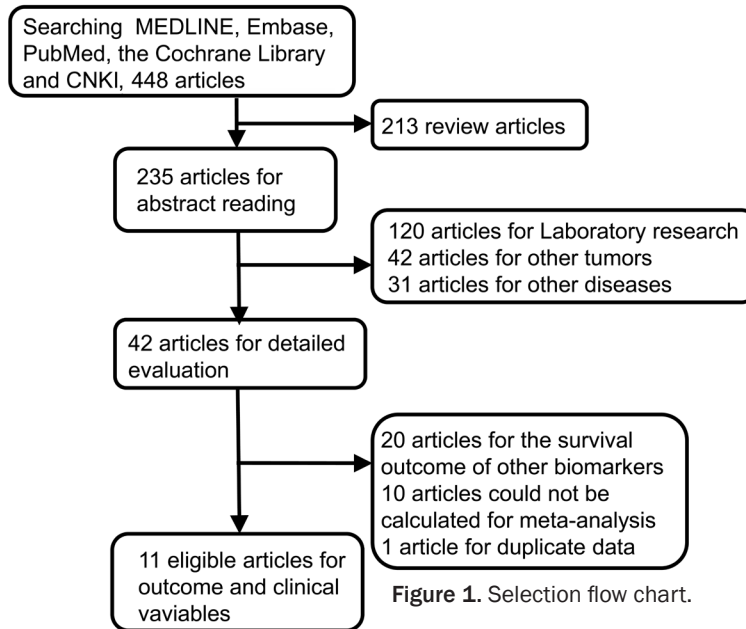 Searching MEDLINE, Embase,
PubMed, the Cochrane Library
and CNKI, 448 articles
213 review articles
235 articles for
abstract reading
120 articles for Laboratory research
42 articles for other tumors
31 articles for other diseases
42 articles for detailed
evaluation
20 articles for the survival
outcome of other biomarkers
10 articles could not be
calculated for meta-analysis
1 article for duplicate data
11 eligible articles for
outcome and clinical
vaviables
Figure 1. Selection flow chart.